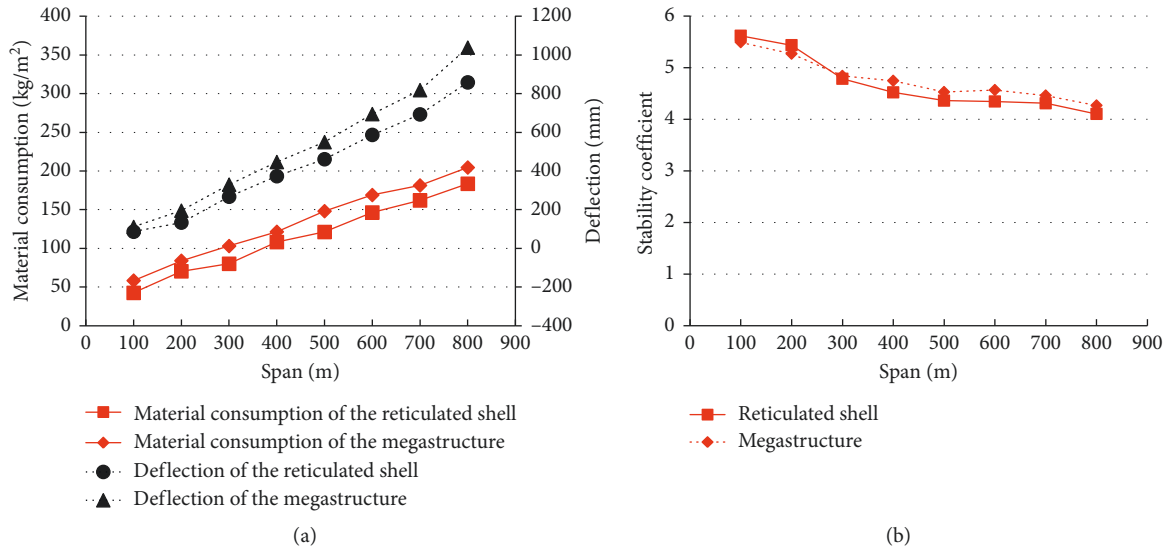 Material consumption (kg/m²)
400
350
300
250
200
150
100
50
0
1200
1000
800
600
400
200
0
−200
−400
Deflection (mm)
0 100 200 300 400 500 600 700 800 900
Span (m)
Material consumption of the reticulated shell
Material consumption of the megastructure
Deflection of the reticulated shell
Deflection of the megastructure
(a)
Stability coefficient
6
5
4
3
2
1
0
0 100 200 300 400 500 600 700 800 900
Span (m)
Reticulated shell
Megastructure
(b)